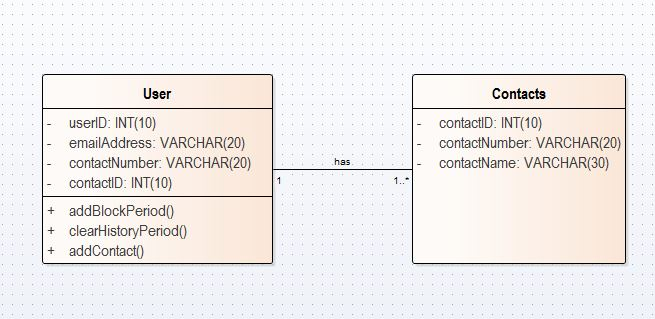 User
- userID: INT(10)
- emailAddress: VARCHAR(20)
- contactNumber: VARCHAR(20)
- contactID: INT(10)
+ addBlockPeriod()
+ clearHistoryPeriod()
+ addContact()
has
1
1..*
Contacts
- contactID: INT(10)
- contactNumber: VARCHAR(20)
- contactName: VARCHAR(30)